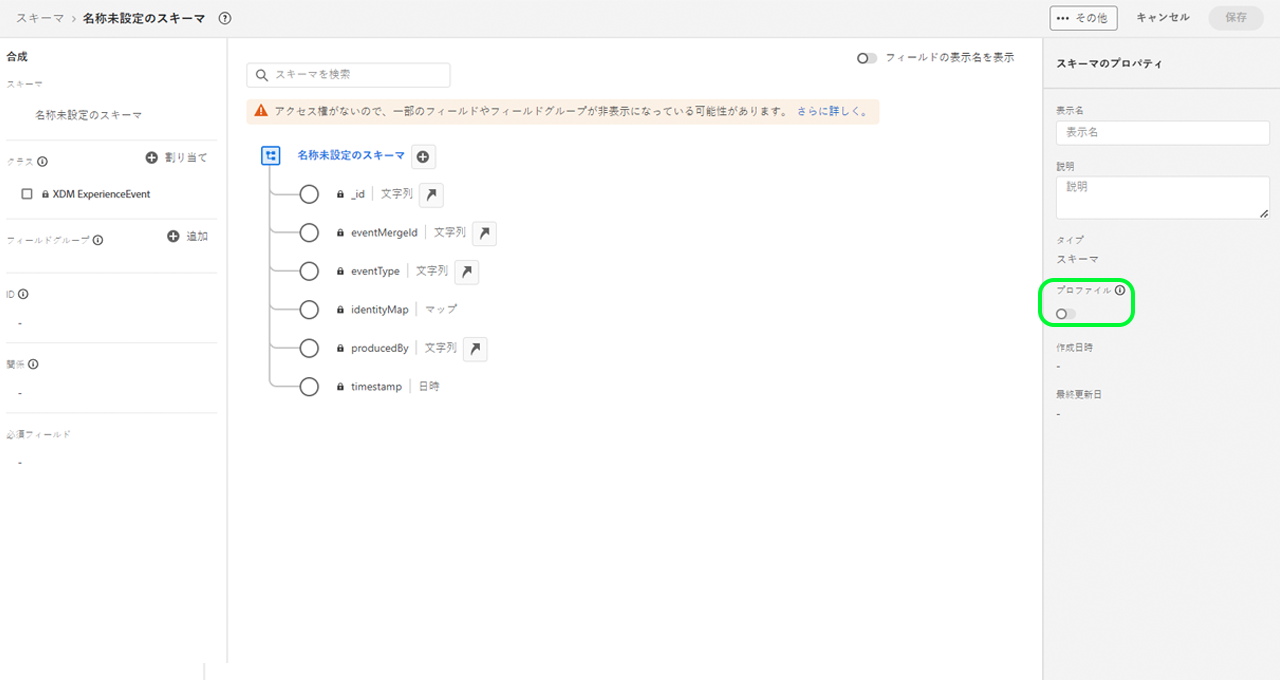 スキーマ › 名称未設定のスキーマ
••• その他 キャンセル 保存
合成
スキーマ
名称未設定のスキーマ
クラス 割り当て
XDM ExperienceEvent
フィールドグループ 追加
ID
-
関係
-
必須フィールド
-
フィールドの表示名を表示
スキーマを検索
アクセス権がないので、一部のフィールドやフィールドグループが非表示になっている可能性があります。 さらに詳しく。
名称未設定のスキーマ
_id 文字列
eventMergeId 文字列
eventType 文字列
identityMap マップ
producedBy 文字列
timestamp 日時
スキーマのプロパティ
表示名
表示名
説明
説明
タイプ
スキーマ
プロファイル
作成日時
-
最終更新日
-